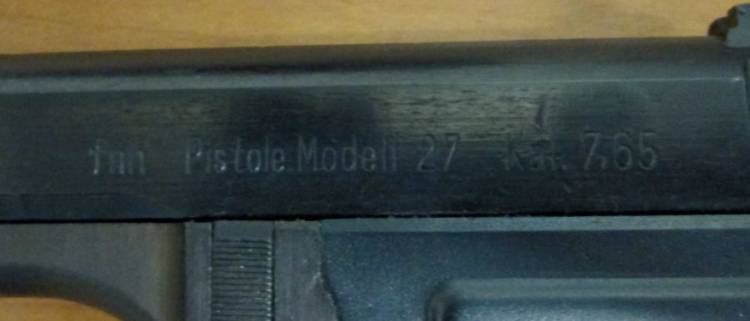 fnh Pistole Modell 27 Kal. 7,65